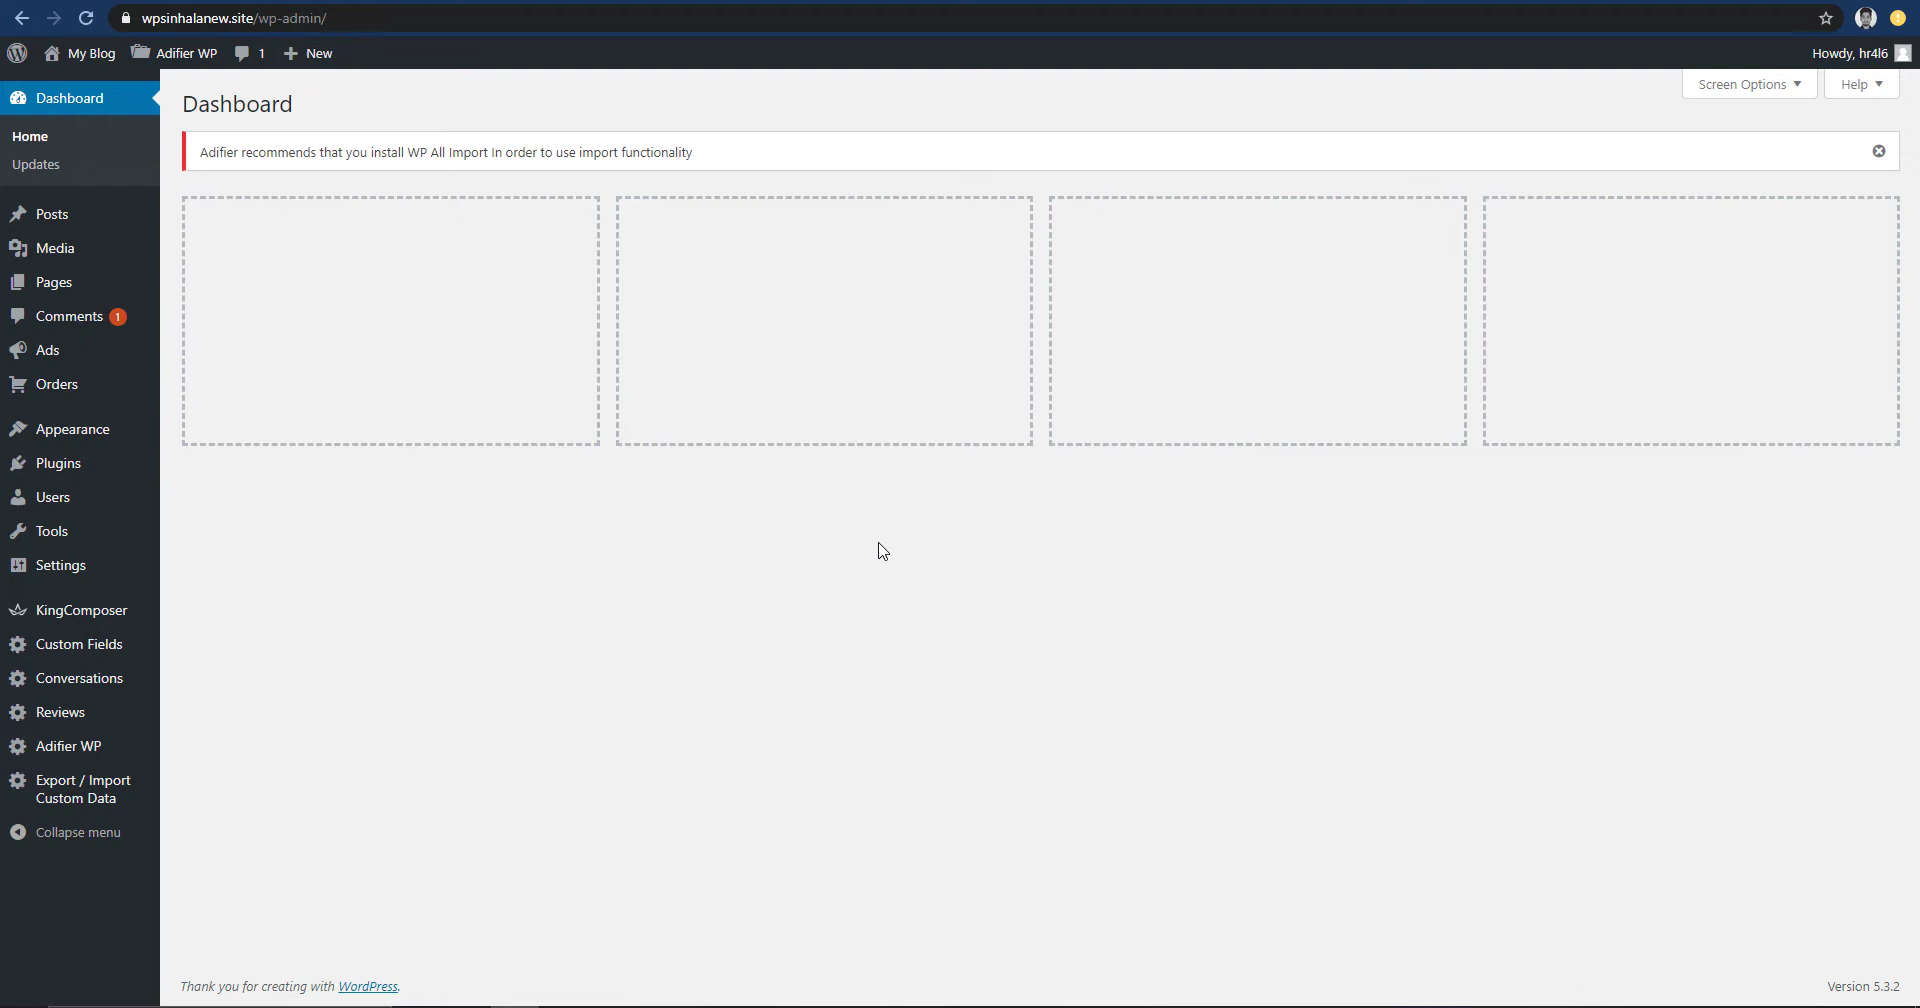 wpsinhalanew.site/wp-admin/
My Blog Adifier WP 1 New Howdy, hr4l6
Dashboard
Home
Updates
Posts
Media
Pages
Comments 1
Ads
Orders
Appearance
Plugins
Users
Tools
Settings
KingComposer
Custom Fields
Conversations
Reviews
Adifier WP
Export / Import
Custom Data
Collapse menu
Screen Options Help
Dashboard
Adifier recommends that you install WP All Import In order to use import functionality
Thank you for creating with WordPress.
Version 5.3.2